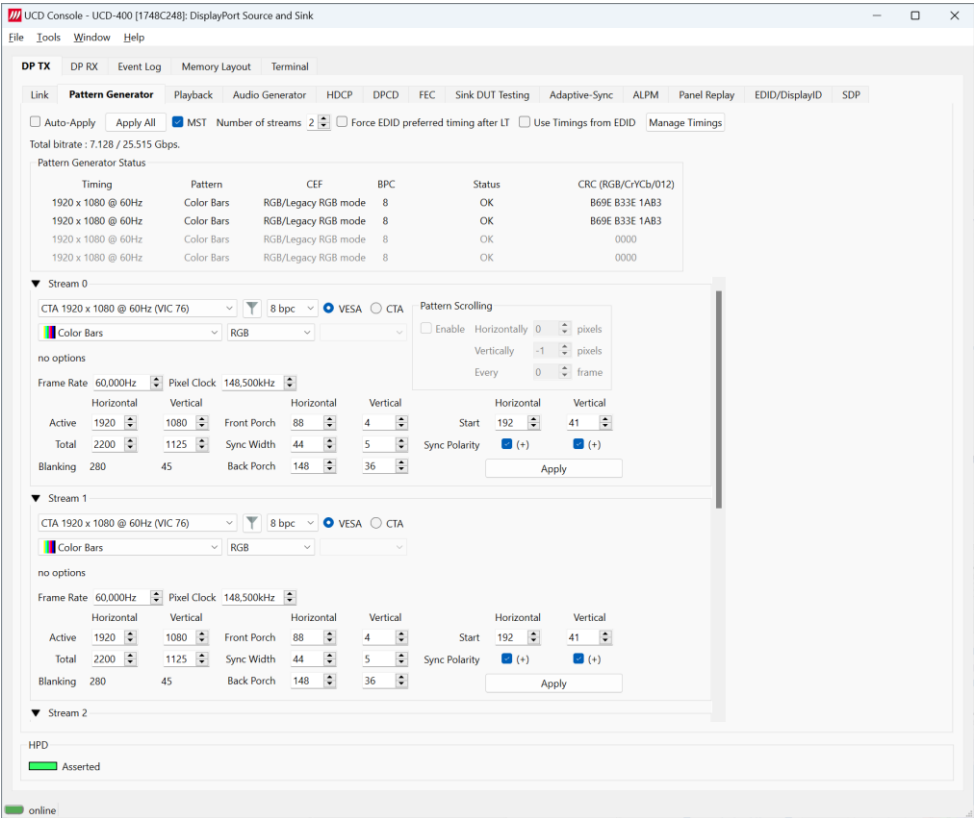 UCD Console - UCD-400 [1748C248]: DisplayPort Source and Sink
File Tools Window Help
DP TX DP RX Event Log Memory Layout Terminal
Link Pattern Generator Playback Audio Generator HDCP DPCD FEC Sink DUT Testing Adaptive-Sync ALPM Panel Replay EDID/DisplayID SDP
Auto-Apply Apply All MST Number of streams 2 Force EDID preferred timing after LT Use Timings from EDID Manage Timings
Total bitrate : 7.128 / 25.515 Gbps.
Pattern Generator Status
Timing Pattern CEF BPC Status CRC (RGB/CrYCb/012)
1920 x 1080 @ 60Hz Color Bars RGB/Legacy RGB mode 8 OK B69E B33E 1AB3
1920 x 1080 @ 60Hz Color Bars RGB/Legacy RGB mode 8 OK B69E B33E 1AB3
1920 x 1080 @ 60Hz Color Bars RGB/Legacy RGB mode 8 OK 0000
1920 x 1080 @ 60Hz Color Bars RGB/Legacy RGB mode 8 OK 0000
Stream 0
CTA 1920 x 1080 @ 60Hz (VIC 76) 8 bpc VESA CTA Pattern Scrolling
Color Bars RGB Enable Horizontally 0 pixels
Vertically -1 pixels
no options
Every 0 frame
Frame Rate 60,000Hz Pixel Clock 148,500kHz
Horizontal Vertical Horizontal Vertical Horizontal Vertical
Active 1920 1080 Front Porch 88 4 Start 192 41
Total 2200 1125 Sync Width 44 5 Sync Polarity (+) (+)
Blanking 280 45 Back Porch 148 36 Apply
Stream 1
CTA 1920 x 1080 @ 60Hz (VIC 76) 8 bpc VESA CTA
Color Bars RGB
no options
Frame Rate 60,000Hz Pixel Clock 148,500kHz
Horizontal Vertical Horizontal Vertical Horizontal Vertical
Active 1920 1080 Front Porch 88 4 Start 192 41
Total 2200 1125 Sync Width 44 5 Sync Polarity (+) (+)
Blanking 280 45 Back Porch 148 36 Apply
Stream 2
HPD
Asserted
online